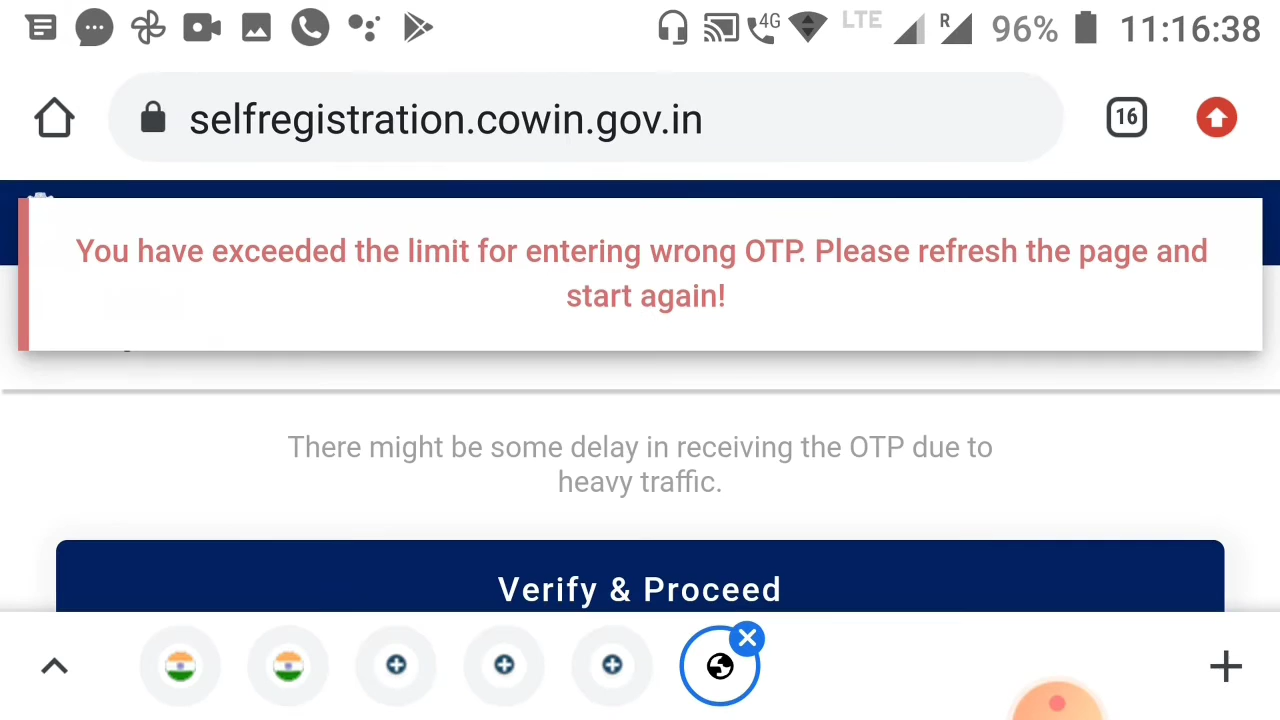 4G LTE R 96% 11:16:38
selfregistration.cowin.gov.in 16
You have exceeded the limit for entering wrong OTP. Please refresh the page and
start again!
There might be some delay in receiving the OTP due to
heavy traffic.
Verify & Proceed